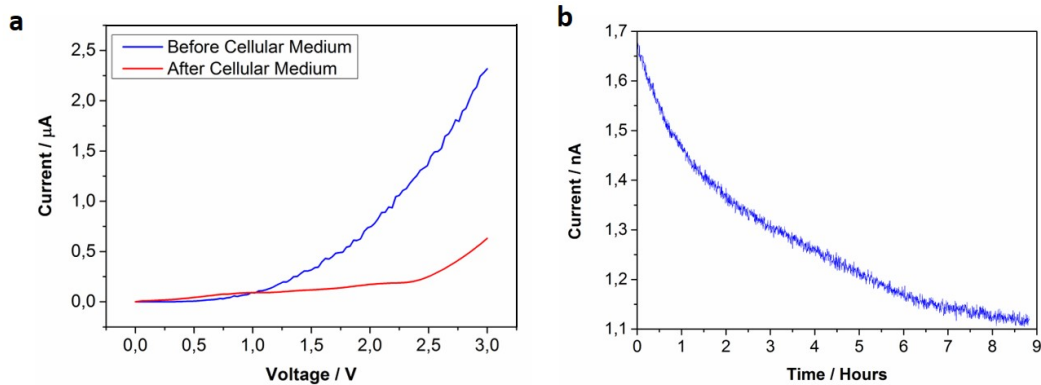 a
Before Cellular Medium
After Cellular Medium
2,5
2,0
1,5
1,0
0,5
0,0
Current / μA
0,0 0,5 1,0 1,5 2,0 2,5 3,0
Voltage / V
b
1,7
1,6
1,5
1,4
1,3
1,2
1,1
Current / nA
0 1 2 3 4 5 6 7 8 9
Time / Hours